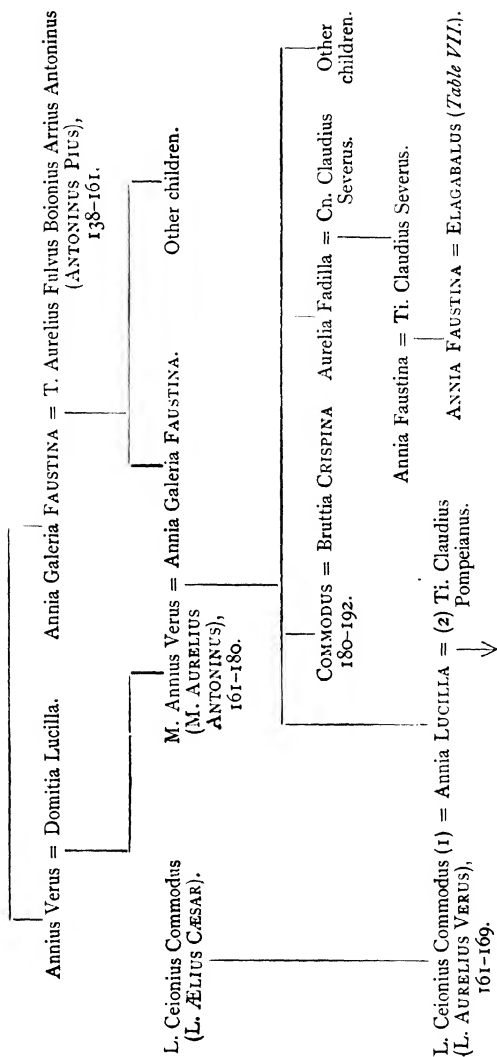 Annius Verus = Domitia Lucilla.
Annia Galeria FAUSTINA = T. Aurelius Fulvus Boionius Arrius Antoninus
(ANTONINUS PIUS),
138–161.
L. Ceionius Commodus
(L. ÆLIUS CÆSAR).
M. Annius Verus = Annia Galeria FAUSTINA.
(M. AURELIUS
ANTONINUS),
161–180.
Other children.
COMMODUS = Bruttia CRISPINA
180–192.
Aurelia Fadilla = Cn. Claudius
Severus.
Other
children.
Annia Faustina = Ti. Claudius Severus.
L. Ceionius Commodus (1) = Annia LUCILLA = (2) Ti. Claudius
(L. AURELIUS VERUS),
Pompeianus.
161–169.
ANNIA FAUSTINA = ELAGABALUS (Table VII.).